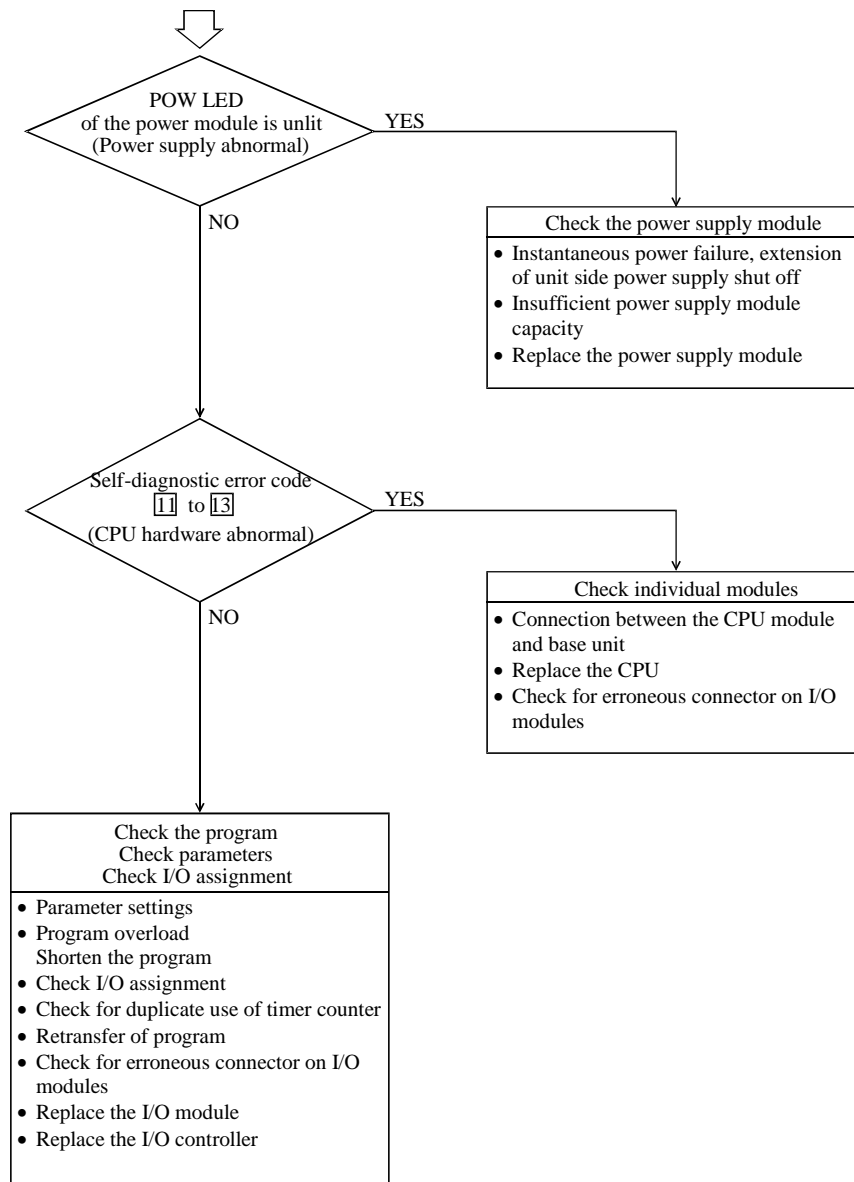 POW LED
of the power module is unlit
(Power supply abnormal)
YES
NO
Check the power supply module
• Instantaneous power failure, extension
of unit side power supply shut off
• Insufficient power supply module
capacity
• Replace the power supply module
Self-diagnostic error code
11 to 13
(CPU hardware abnormal)
YES
NO
Check individual modules
• Connection between the CPU module
and base unit
• Replace the CPU
• Check for erroneous connector on I/O
modules
Check the program
Check parameters
Check I/O assignment
• Parameter settings
• Program overload
Shorten the program
• Check I/O assignment
• Check for duplicate use of timer counter
• Retransfer of program
• Check for erroneous connector on I/O
modules
• Replace the I/O module
• Replace the I/O controller